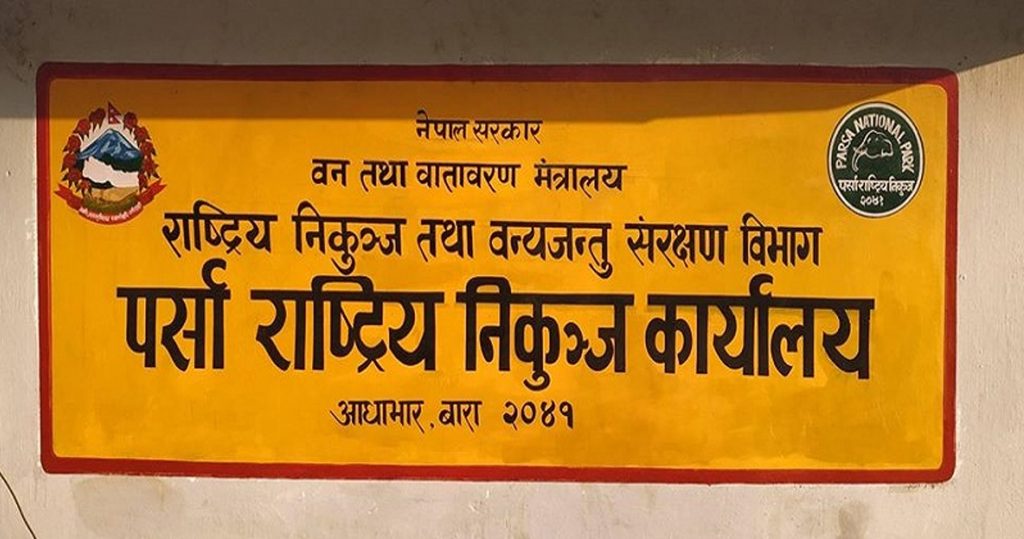 नेपाल सरकार
वन तथा वातावरण मंत्रालय
राष्ट्रिय निकुञ्ज तथा वन्यजन्तु संरक्षण विभाग
पर्सा राष्ट्रिय निकुञ्ज कार्यालय
आधाभार, बारा २०४१
PARSA NATIONAL PARK
पर्सा राष्ट्रिय निकुञ्ज
२०४१